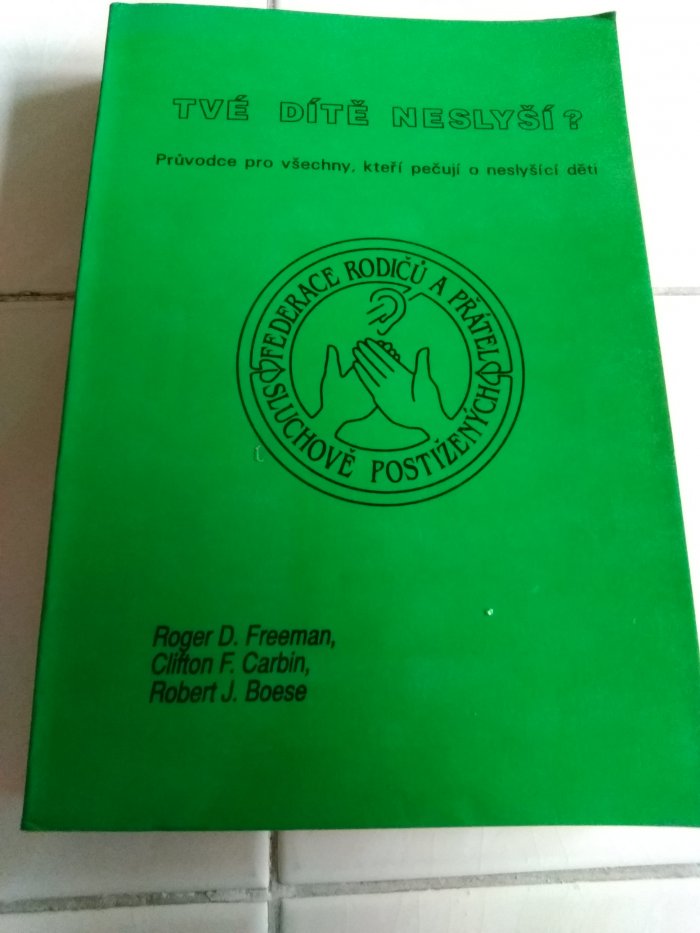 TVÉ DÍTĚ NESLYŠÍ?
Průvodce pro všechny, kteří pečují o neslyšící děti
FEDERACE RODIČŮ A PŘÁTEL
SLUCHOVĚ POSTÍŽENÝCH
Roger D. Freeman,
Clifton F. Carbin,
Robert J. Boese